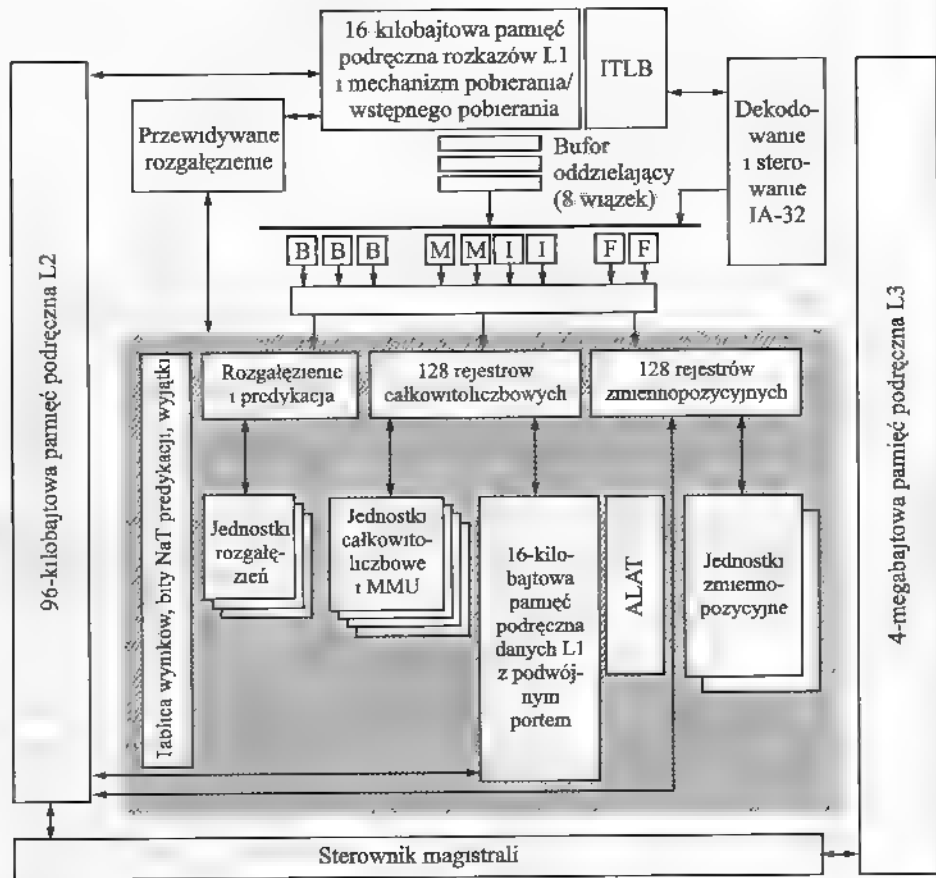 16 kilobajtowa pamięć
podręczna rozkazów L1
i mechanizm pobierania/
wstępnego pobierania
ITLB
Dekodo-
wanie
i stero-
wanie
IA-32
Przewidywane
rozgałęzienie
Bufor
oddzielający
(8 wiązek)
B B B M M I I F F
96-kilobajtowa pamięć podręczna L2
4-megabajtowa pamięć podręczna L3
Tablica wyników, bity NaT predykacji, wyjątki
Rozgałęzienie
i predykacja
128 rejestrow
całkowitoliczbowych
128 rejestrów
zmiennopozycyjnych
Jednostki
rozgałę-
zień
Jednostki
całkowito-
liczbowe
i MMU
16-kilo-
bajtowa
pamięć
podręczna
danych L1
z podwój-
nym
portem
ALAT
Jednostki
zmienno-
pozycyjne
Sterownik magistrali